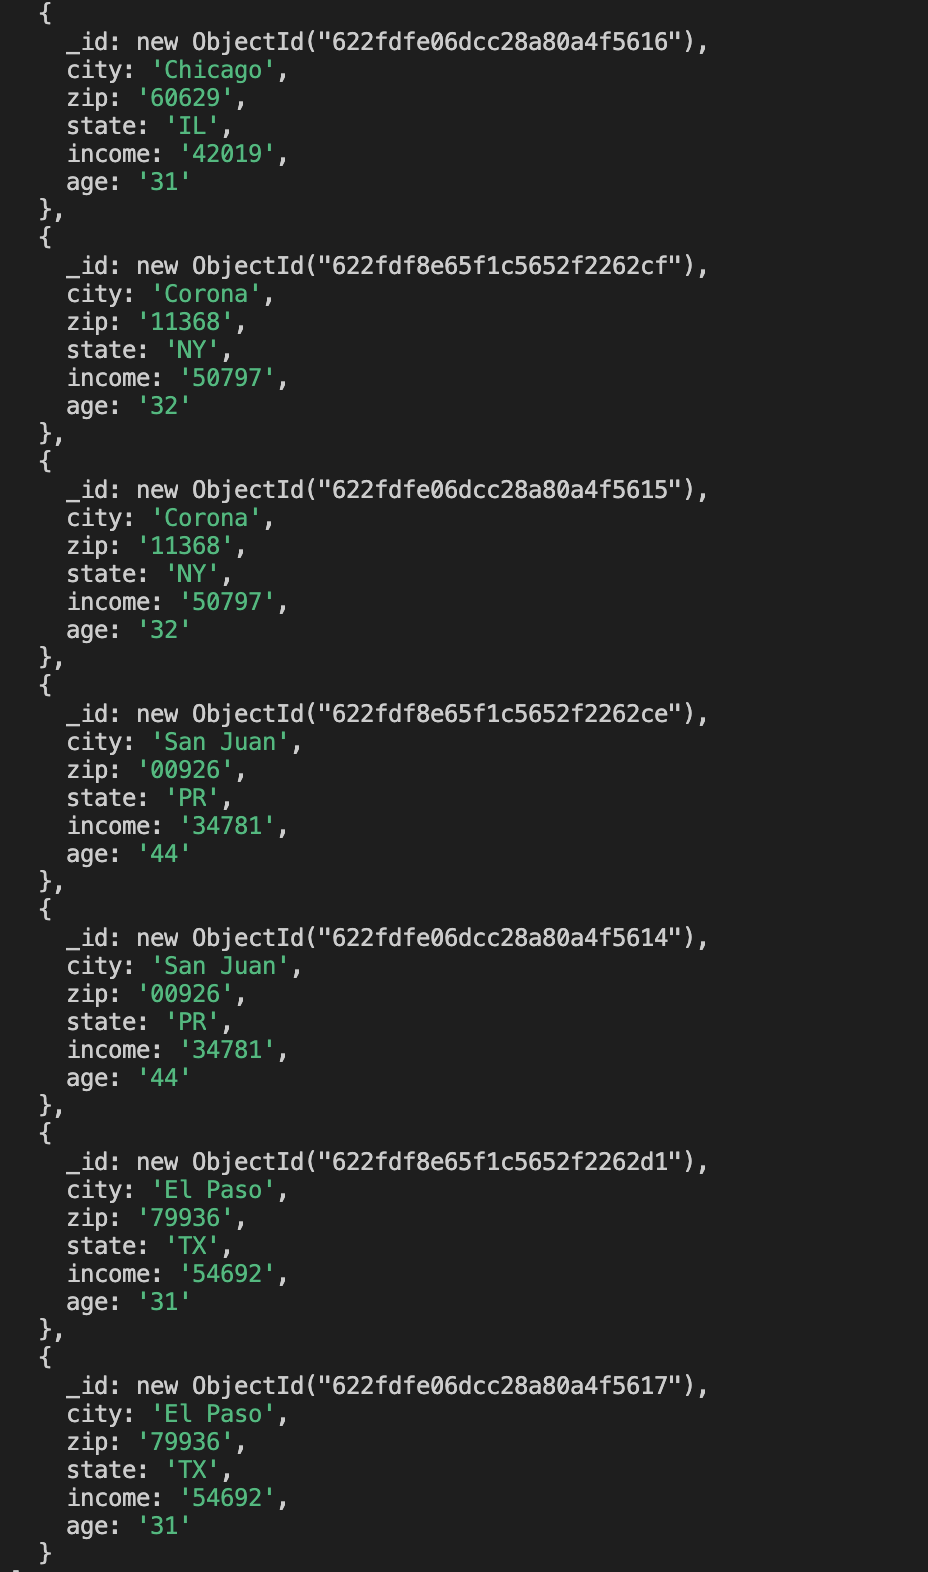 {
_id: new ObjectId("622fdfe06dcc28a80a4f5616"),
city: 'Chicago',
zip: '60629',
state: 'IL',
income: '42019',
age: '31'
},
{
_id: new ObjectId("622fdf8e65f1c5652f2262cf"),
city: 'Corona',
zip: '11368',
state: 'NY',
income: '50797',
age: '32'
},
{
_id: new ObjectId("622fdfe06dcc28a80a4f5615"),
city: 'Corona',
zip: '11368',
state: 'NY',
income: '50797',
age: '32'
},
{
_id: new ObjectId("622fdf8e65f1c5652f2262ce"),
city: 'San Juan',
zip: '00926',
state: 'PR',
income: '34781',
age: '44'
},
{
_id: new ObjectId("622fdfe06dcc28a80a4f5614"),
city: 'San Juan',
zip: '00926',
state: 'PR',
income: '34781',
age: '44'
},
{
_id: new ObjectId("622fdf8e65f1c5652f2262d1"),
city: 'El Paso',
zip: '79936',
state: 'TX',
income: '54692',
age: '31'
},
{
_id: new ObjectId("622fdfe06dcc28a80a4f5617"),
city: 'El Paso',
zip: '79936',
state: 'TX',
income: '54692',
age: '31'
}